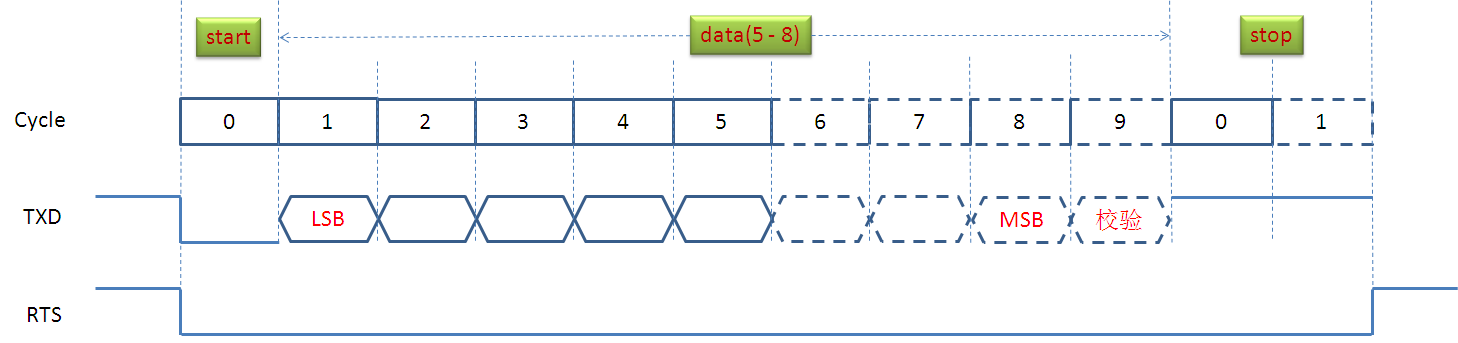 start data(5 - 8) stop
Cycle 0 1 2 3 4 5 6 7 8 9 0 1
TXD LSB MSB 校验
RTS